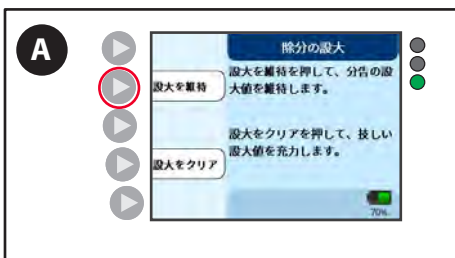 A
除分の設大
設大を維持
設大を維持を押して、分告の設
大値を維持します。
設大をクリア
設大をクリアを押して、技しい
設大値を充力します。
70%